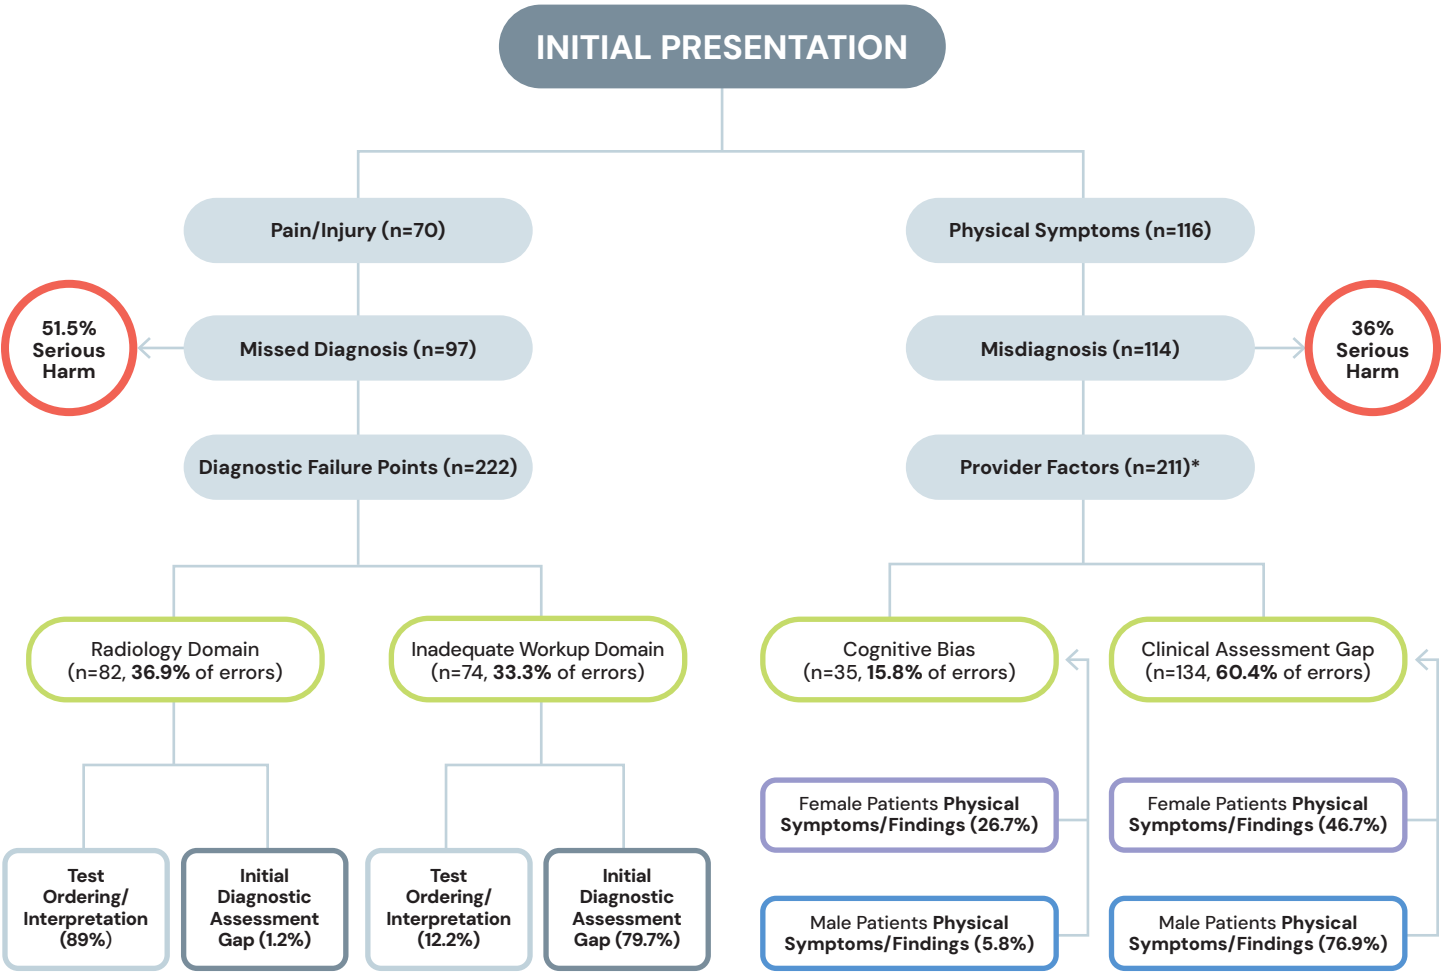 INITIAL PRESENTATION
Pain/Injury (n=70)
Physical Symptoms (n=116)
51.5%
Serious
Harm
Missed Diagnosis (n=97)
Misdiagnosis (n=114)
36%
Serious
Harm
Diagnostic Failure Points (n=222)
Provider Factors (n=211)*
Radiology Domain
(n=82, 36.9% of errors)
Inadequate Workup Domain
(n=74, 33.3% of errors)
Cognitive Bias
(n=35, 15.8% of errors)
Clinical Assessment Gap
(n=134, 60.4% of errors)
Female Patients Physical
Symptoms/Findings (26.7%)
Female Patients Physical
Symptoms/Findings (46.7%)
Test
Ordering/
Interpretation
(89%)
Initial
Diagnostic
Assessment
Gap (1.2%)
Test
Ordering/
Interpretation
(12.2%)
Initial
Diagnostic
Assessment
Gap (79.7%)
Male Patients Physical
Symptoms/Findings (5.8%)
Male Patients Physical
Symptoms/Findings (76.9%)